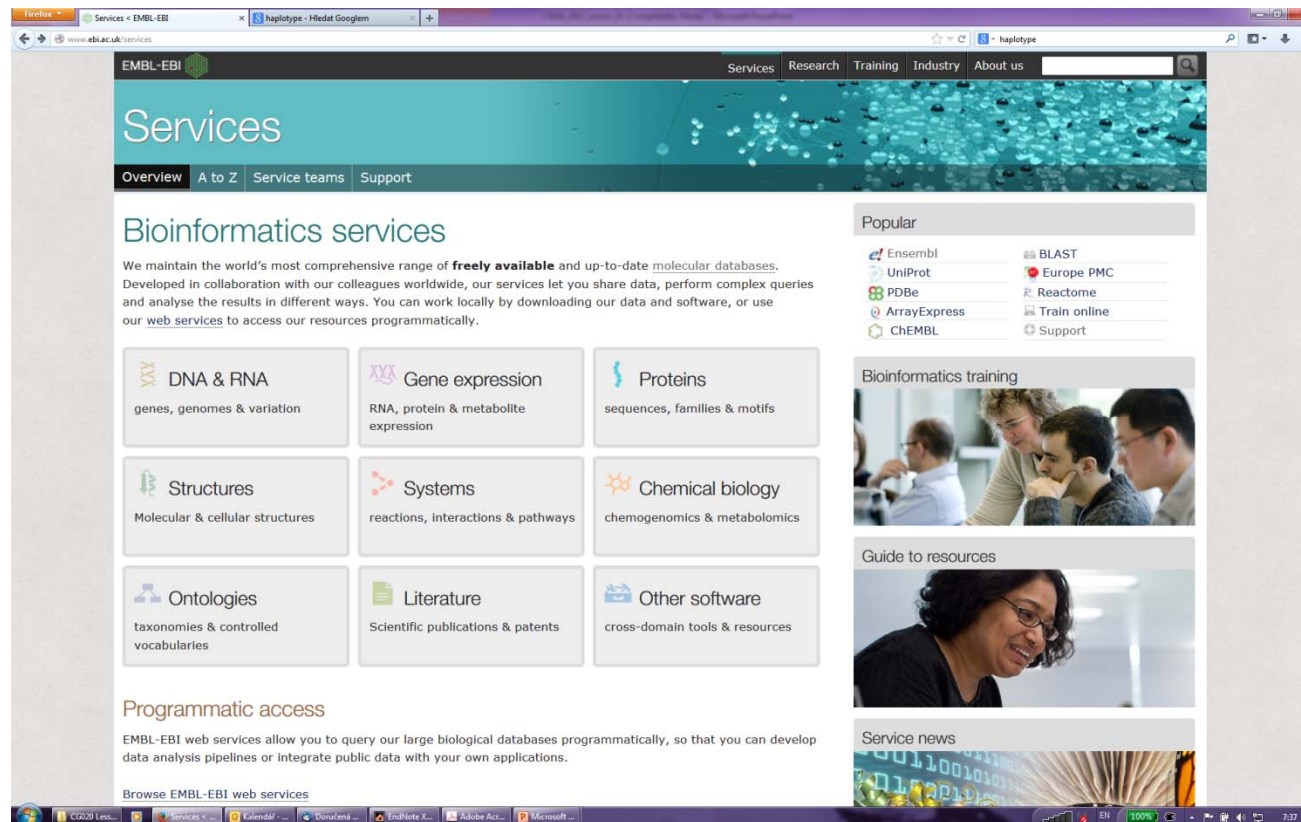 Firefox
Services < EMBL-EBI
haplotype - Hledat Googlem
www.ebi.ac.uk/services
haplotype
EMBL-EBI
Services Research Training Industry About us
Services
Overview A to Z Service teams Support
Bioinformatics services
We maintain the world's most comprehensive range of freely available and up-to-date molecular databases.
Developed in collaboration with our colleagues worldwide, our services let you share data, perform complex queries
and analyse the results in different ways. You can work locally by downloading our data and software, or use
our web services to access our resources programmatically.
DNA & RNA
genes, genomes & variation
Gene expression
RNA, protein & metabolite
expression
Proteins
sequences, families & motifs
Structures
Molecular & cellular structures
Systems
reactions, interactions & pathways
Chemical biology
chemogenomics & metabolomics
Ontologies
taxonomies & controlled
vocabularies
Literature
Scientific publications & patents
Other software
cross-domain tools & resources
Programmatic access
EMBL-EBI web services allow you to query our large biological databases programmatically, so that you can develop
data analysis pipelines or integrate public data with your own applications.
Browse EMBL-EBI web services
Popular
Ensembl BLAST
UniProt Europe PMC
PDBe Reactome
ArrayExpress Train online
ChEMBL Support
Bioinformatics training
Guide to resources
Service news
CG020 Less... Services < ... Kalendář - ... Doručená ... EndNote X... Adobe Acr... Microsoft ... EN 100% 7:37